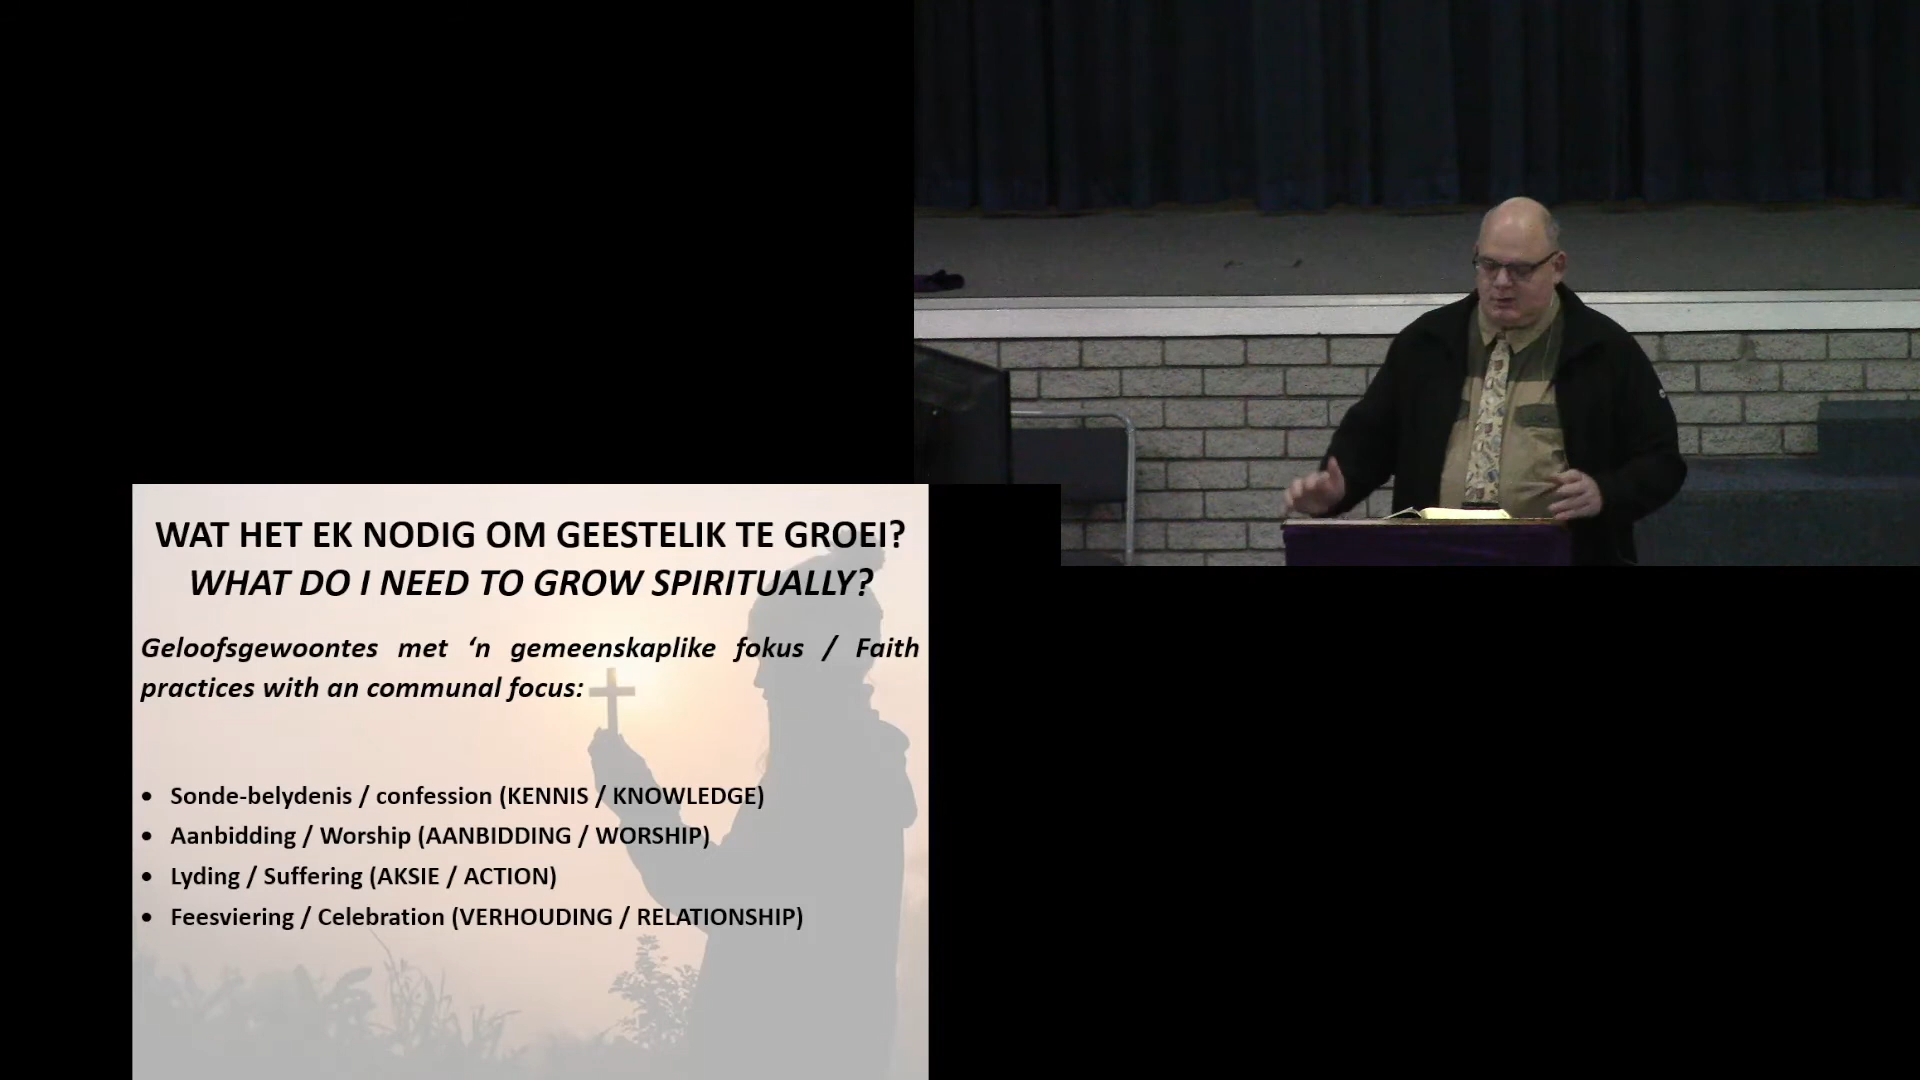 WAT HET EK NODIG OM GEESTELIK TE GROEI?
WHAT DO I NEED TO GROW SPIRITUALLY?
Geloofsgewoontes met ‘n gemeenskaplike fokus / Faith
practices with an communal focus:
• Sonde-belydenis / confession (KENNIS / KNOWLEDGE)
• Aanbidding / Worship (AANBIDDING / WORSHIP)
• Lyding / Suffering (AKSIE / ACTION)
• Feesviering / Celebration (VERHOUDING / RELATIONSHIP)